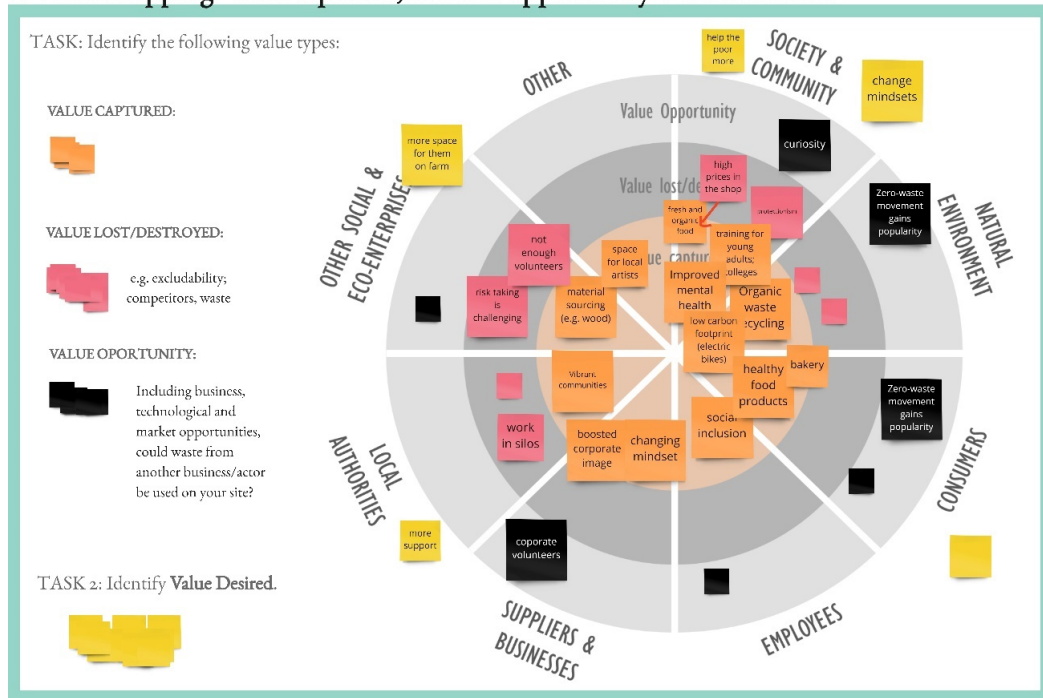 TASK: Identify the following value types:
VALUE CAPTURED:
VALUE LOST/DESTROYED:
e.g. excludability;
competitors, waste
VALUE OPORTUNITY:
Including business,
technological and
market opportunities,
could waste from
another business/actor
be used on your site?
TASK 2: Identify Value Desired.
OTHER
SOCIETY &
COMMUNITY
NATURAL
ENVIRONMENT
CONSUMERS
EMPLOYEES
SUPPLIERS &
BUSINESSES
LOCAL
AUTHORITIES
OTHER SOCIAL &
ECO-ENTERPRISES
Value Opportunity
Value lost/de
ue captur
help the
poor
more
change
mindsets
curiosity
more space
for them
on farm
high
prices in
the shop
Zero-waste
movement
gains
popularity
fresh and
organic
food
training for
young
adults;
colleges
not
enough
volunteers
space
for local
artists
Improved
mental
health
Organic
waste
ecycling
risk taking
is
challenging
material
sourcing
(e.g. wood)
low carbon
footprint
(electric
bikes)
Vibrant
communities
healthy
food
products
bakery
Zero-waste
movement
gains
popularity
work
in silos
boosted
corporate
image
changing
mindset
social
inclusion
more
support
coporate
volunteers